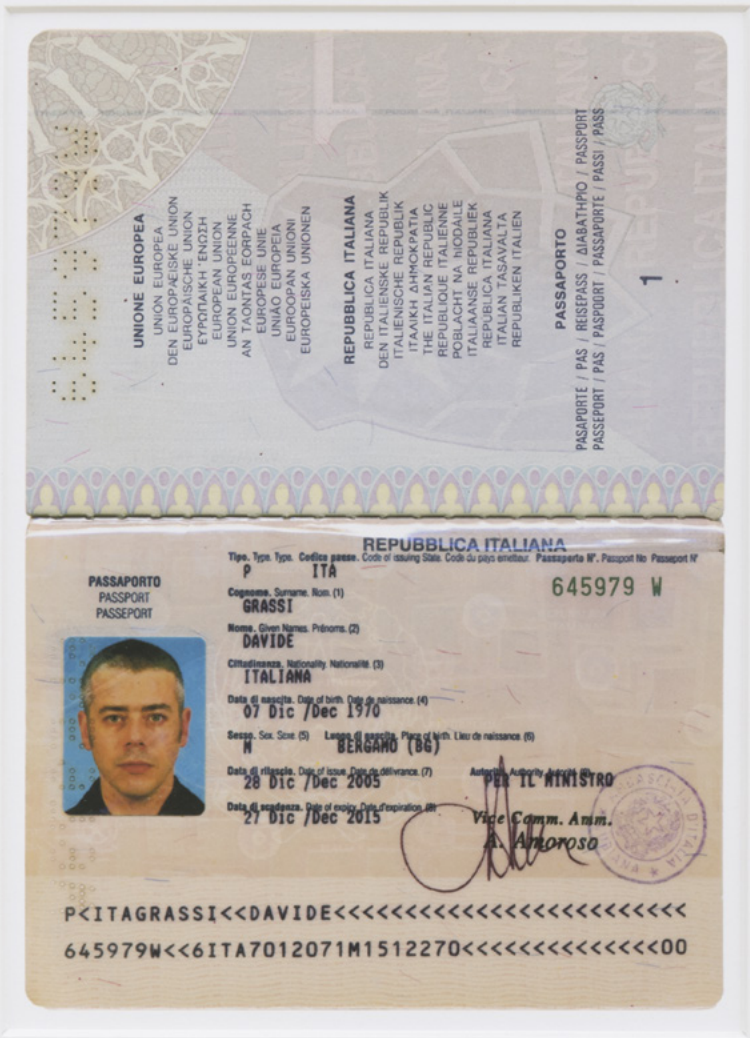 UNIONE EUROPEA
UNION EUROPEA
DEN EUROPÆISKE UNION
EUROPÄISCHE UNION
ΕΥΡΩΠΑΪΚΗ ΈΝΩΣΗ
EUROPEAN UNION
UNION EUROPÉENNE
AN TAONTAS EORPACH
EUROPESE UNIE
UNIÃO EUROPEIA
EUROOPAN UNIONI
EUROPEISKA UNIONEN
REPUBBLICA ITALIANA
REPUBLICA ITALIANA
DEN ITALIENSKE REPUBLIK
ITALIENISCHE REPUBLIK
ΙΤΑΛΙΚΗ ΔΗΜΟΚΡΑΤΙΑ
THE ITALIAN REPUBLIC
REPUBLIQUE ITALIENNE
POBLACHT NA hIODÁILE
ITALIAANSE REPUBLIEK
REPUBLICA ITALIANA
ITALIAN TASAVALTA
REPUBLIKEN ITALIEN
PASSAPORTO
PASAPORTE / PAS / REISEPASS / ΔΙΑΒΑΤΗΡΙΟ / PASSPORT
PASSEPORT / PAS / PASPOORT / PASSAPORTE / PASSI / PASS
1
REPUBBLICA ITALIANA
PASSAPORTO
PASSPORT
PASSEPORT
Tipo. Type. Type. Codice paese. Code of issuing State. Code du pays emetteur. Passaporto N°. Passport No Passeport N°
P ITA 645979 W
Cognome. Surname. Nom. (1)
GRASSI
Nome. Given Names. Prénoms. (2)
DAVIDE
Cittadinanza. Nationality. Nationalité. (3)
ITALIANA
Data di nascita. Date of birth. Date de naissance. (4)
07 Dic /Dec 1970
Sesso. Sex. Sexe (5) Luogo di nascita. Place of birth. Lieu de naissance (6)
M BERGAMO (BG)
Data di rilascio. Date of issue. Date de délivrance. (7) Autorità. Authority. Autorité
28 Dic /Dec 2005 PER IL MINISTRO
Data di scadenza. Date of expiry. Date d'expiration. (8)
27 Dic /Dec 2015
Vice Comm. Amm.
A. Amoroso
P<ITAGRASSI<<DAVIDE<<<<<<<<<<<<<<<<<<<<<<<<<
645979W<<6ITA7012071M1512270<<<<<<<<<<<<<<00